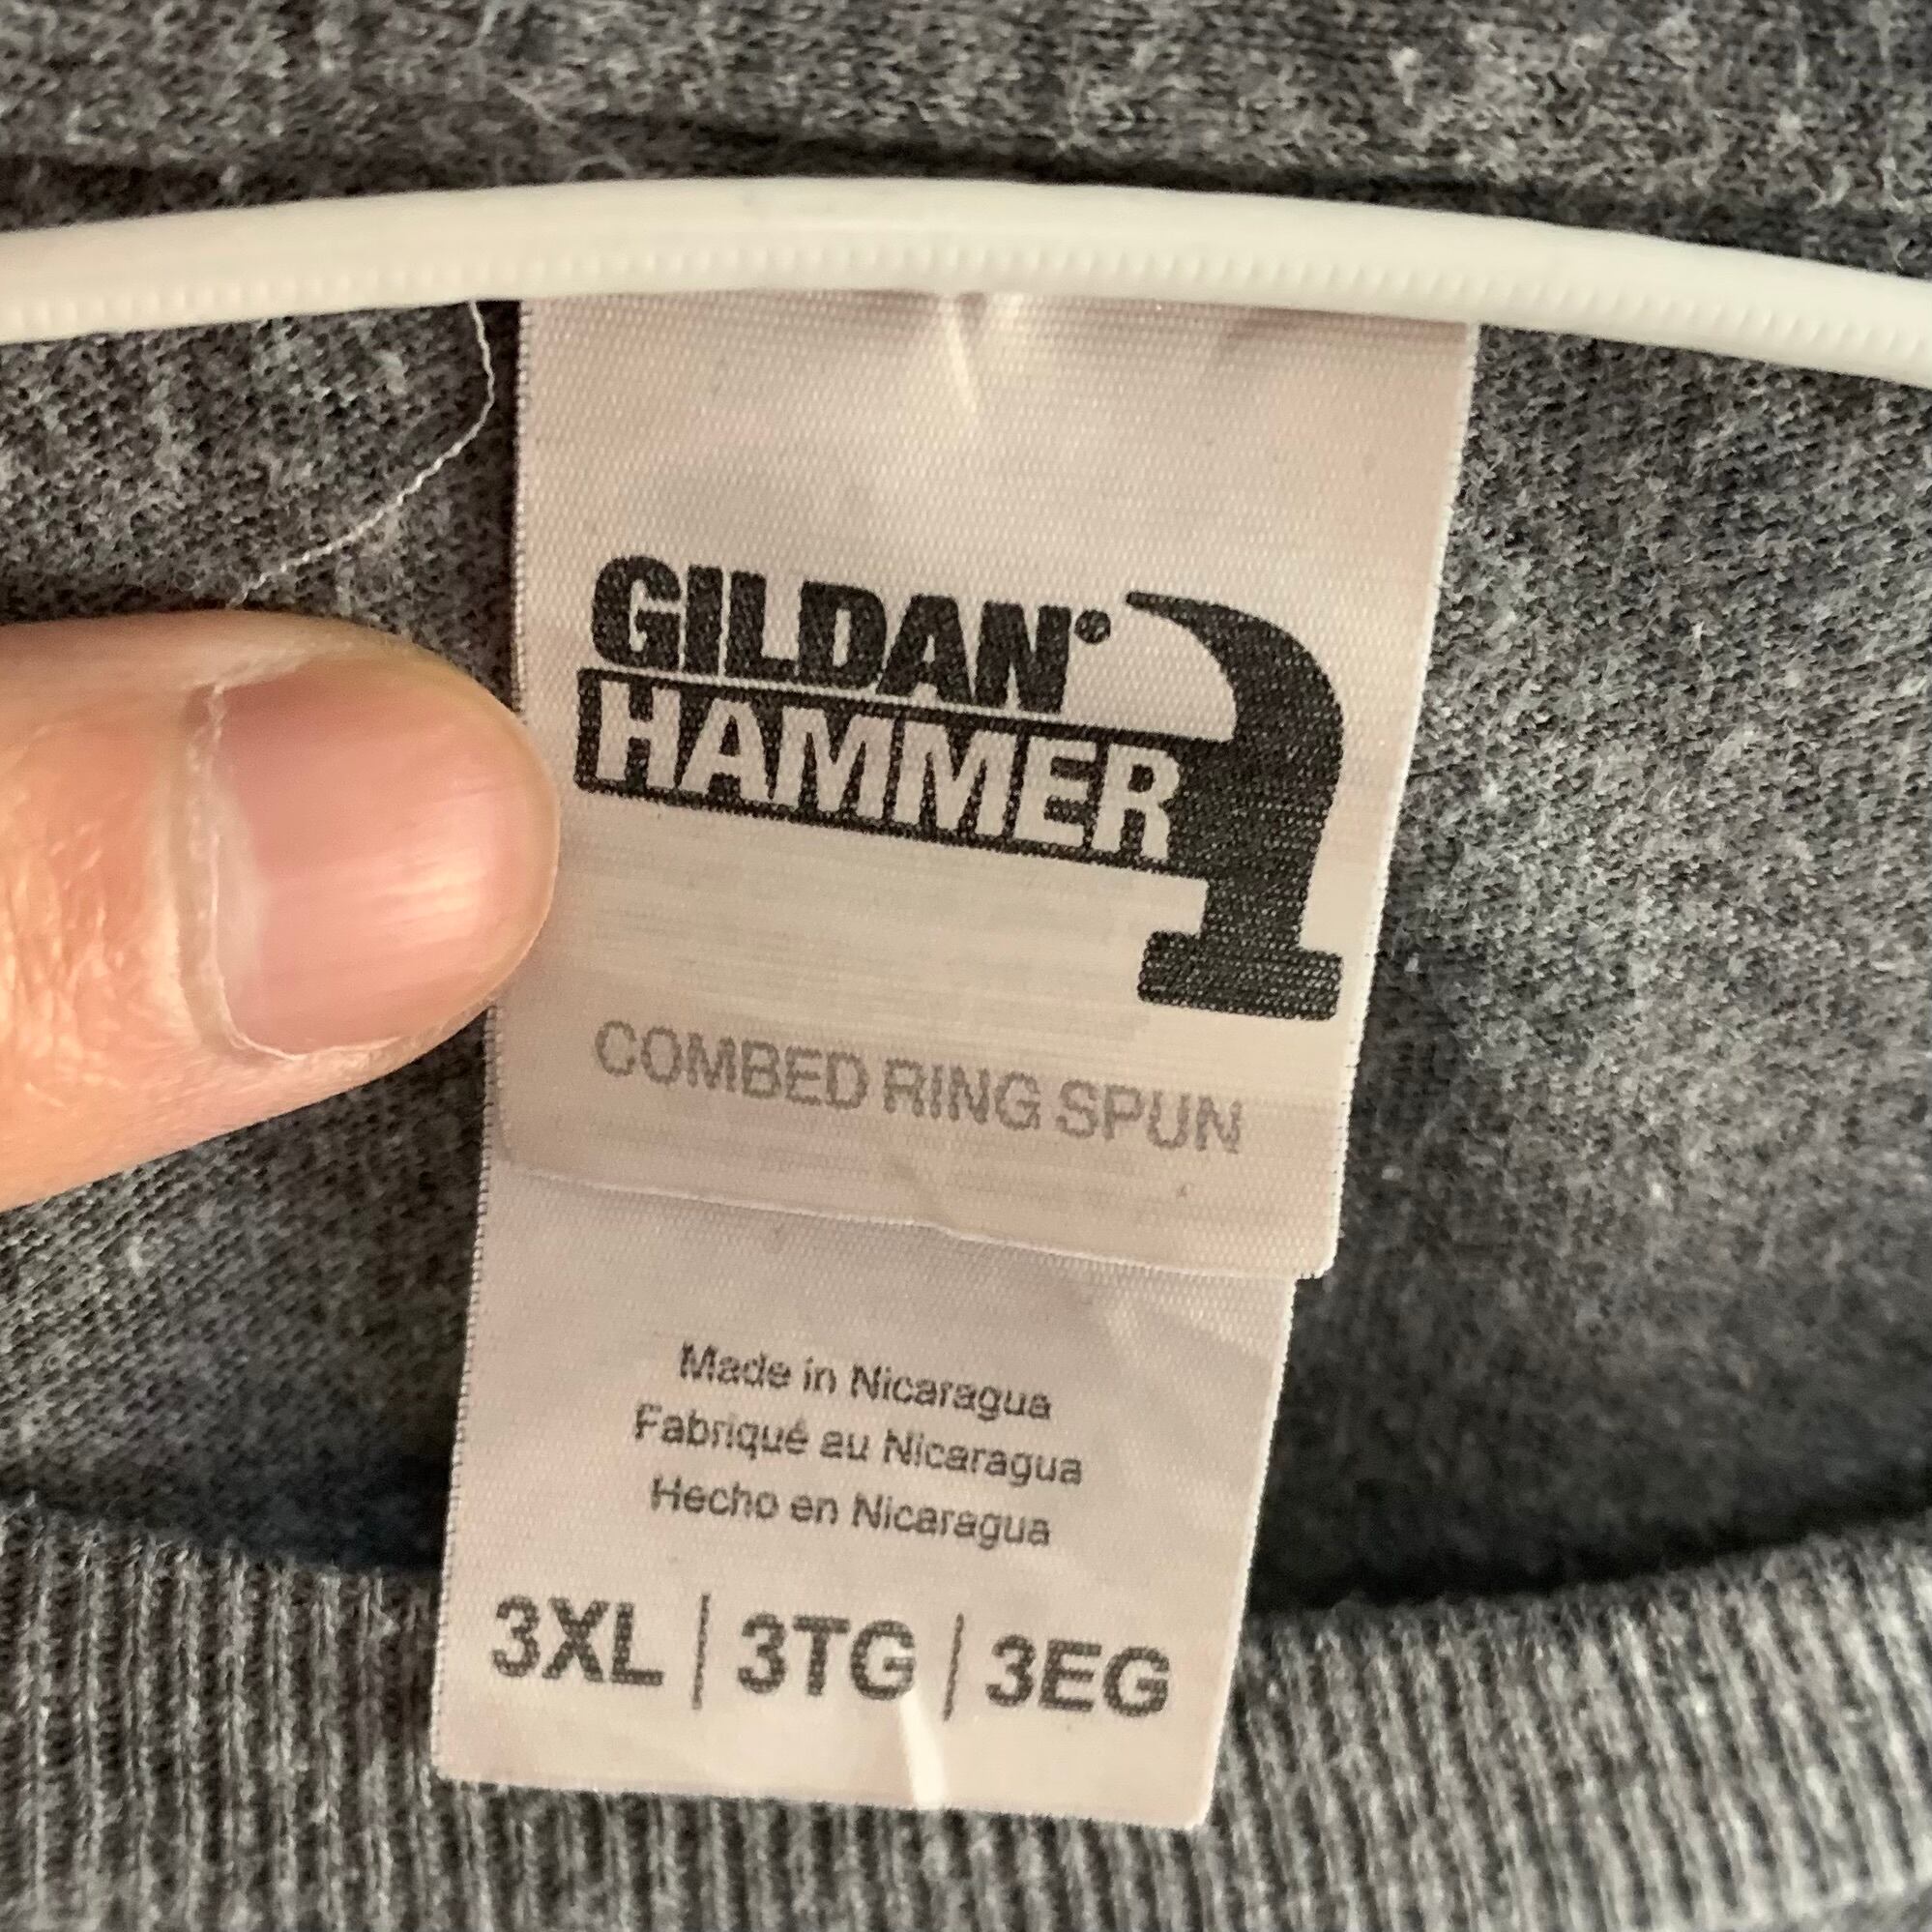 GILDAN®
HAMMER
COMBED RING SPUN
Made in Nicaragua
Fabriqué au Nicaragua
Hecho en Nicaragua
3XL | 3TG | 3EG